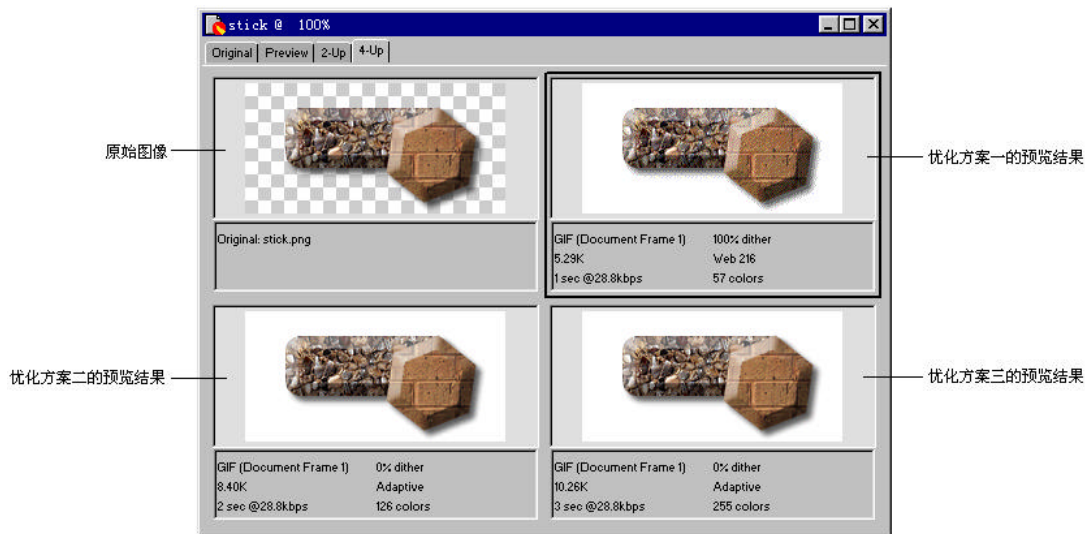 stick @ 100%
Original Preview 2-Up 4-Up
原始图像
优化方案一的预览结果
Original: stick.png
GIF (Document Frame 1) 100% dither
5.29K Web 216
1 sec @28.8kbps 57 colors
优化方案二的预览结果
优化方案三的预览结果
GIF (Document Frame 1) 0% dither
8.40K Adaptive
2 sec @28.8kbps 126 colors
GIF (Document Frame 1) 0% dither
10.26K Adaptive
3 sec @28.8kbps 255 colors